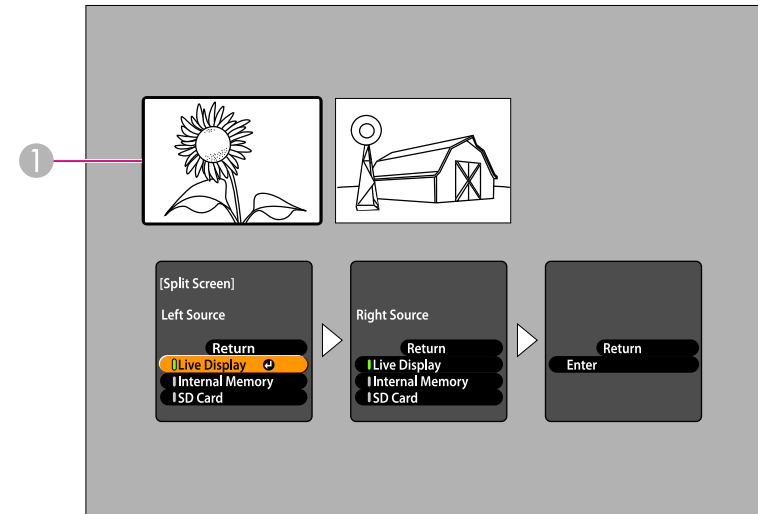 1
[Split Screen]
Left Source
Return
Live Display
Internal Memory
SD Card
Right Source
Return
Live Display
Internal Memory
SD Card
Return
Enter